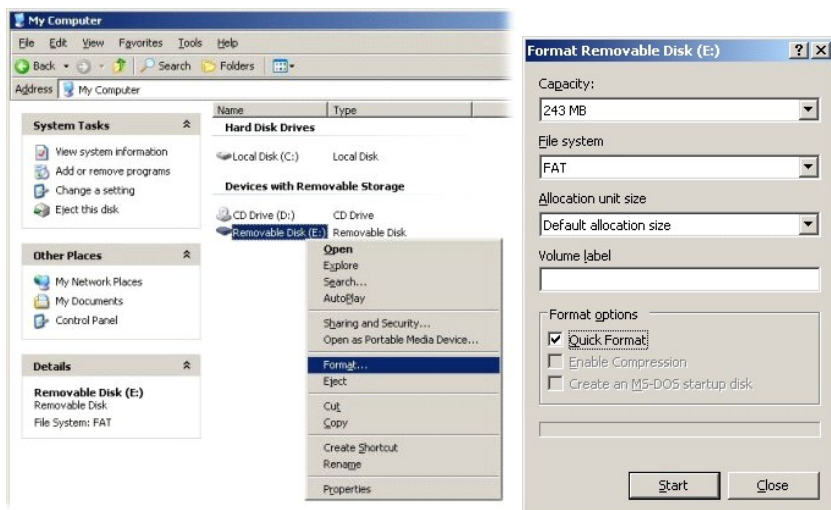 My Computer
File Edit View Favorites Tools Help
Back Search Folders
Address My Computer
System Tasks
View system information
Add or remove programs
Change a setting
Eject this disk
Other Places
My Network Places
My Documents
Control Panel
Details
Removable Disk (E:)
Removable Disk
File System: FAT
Name Type
Hard Disk Drives
Local Disk (C:) Local Disk
Devices with Removable Storage
CD Drive (D:) CD Drive
Removable Disk (E:) Removable Disk
Open
Explore
Search...
AutoPlay
Sharing and Security...
Open as Portable Media Device...
Format...
Eject
Cut
Copy
Create Shortcut
Rename
Properties
Format Removable Disk (E:)
Capacity:
243 MB
File system
FAT
Allocation unit size
Default allocation size
Volume label
Format options
Quick Format
Enable Compression
Create an MS-DOS startup disk
Start Close